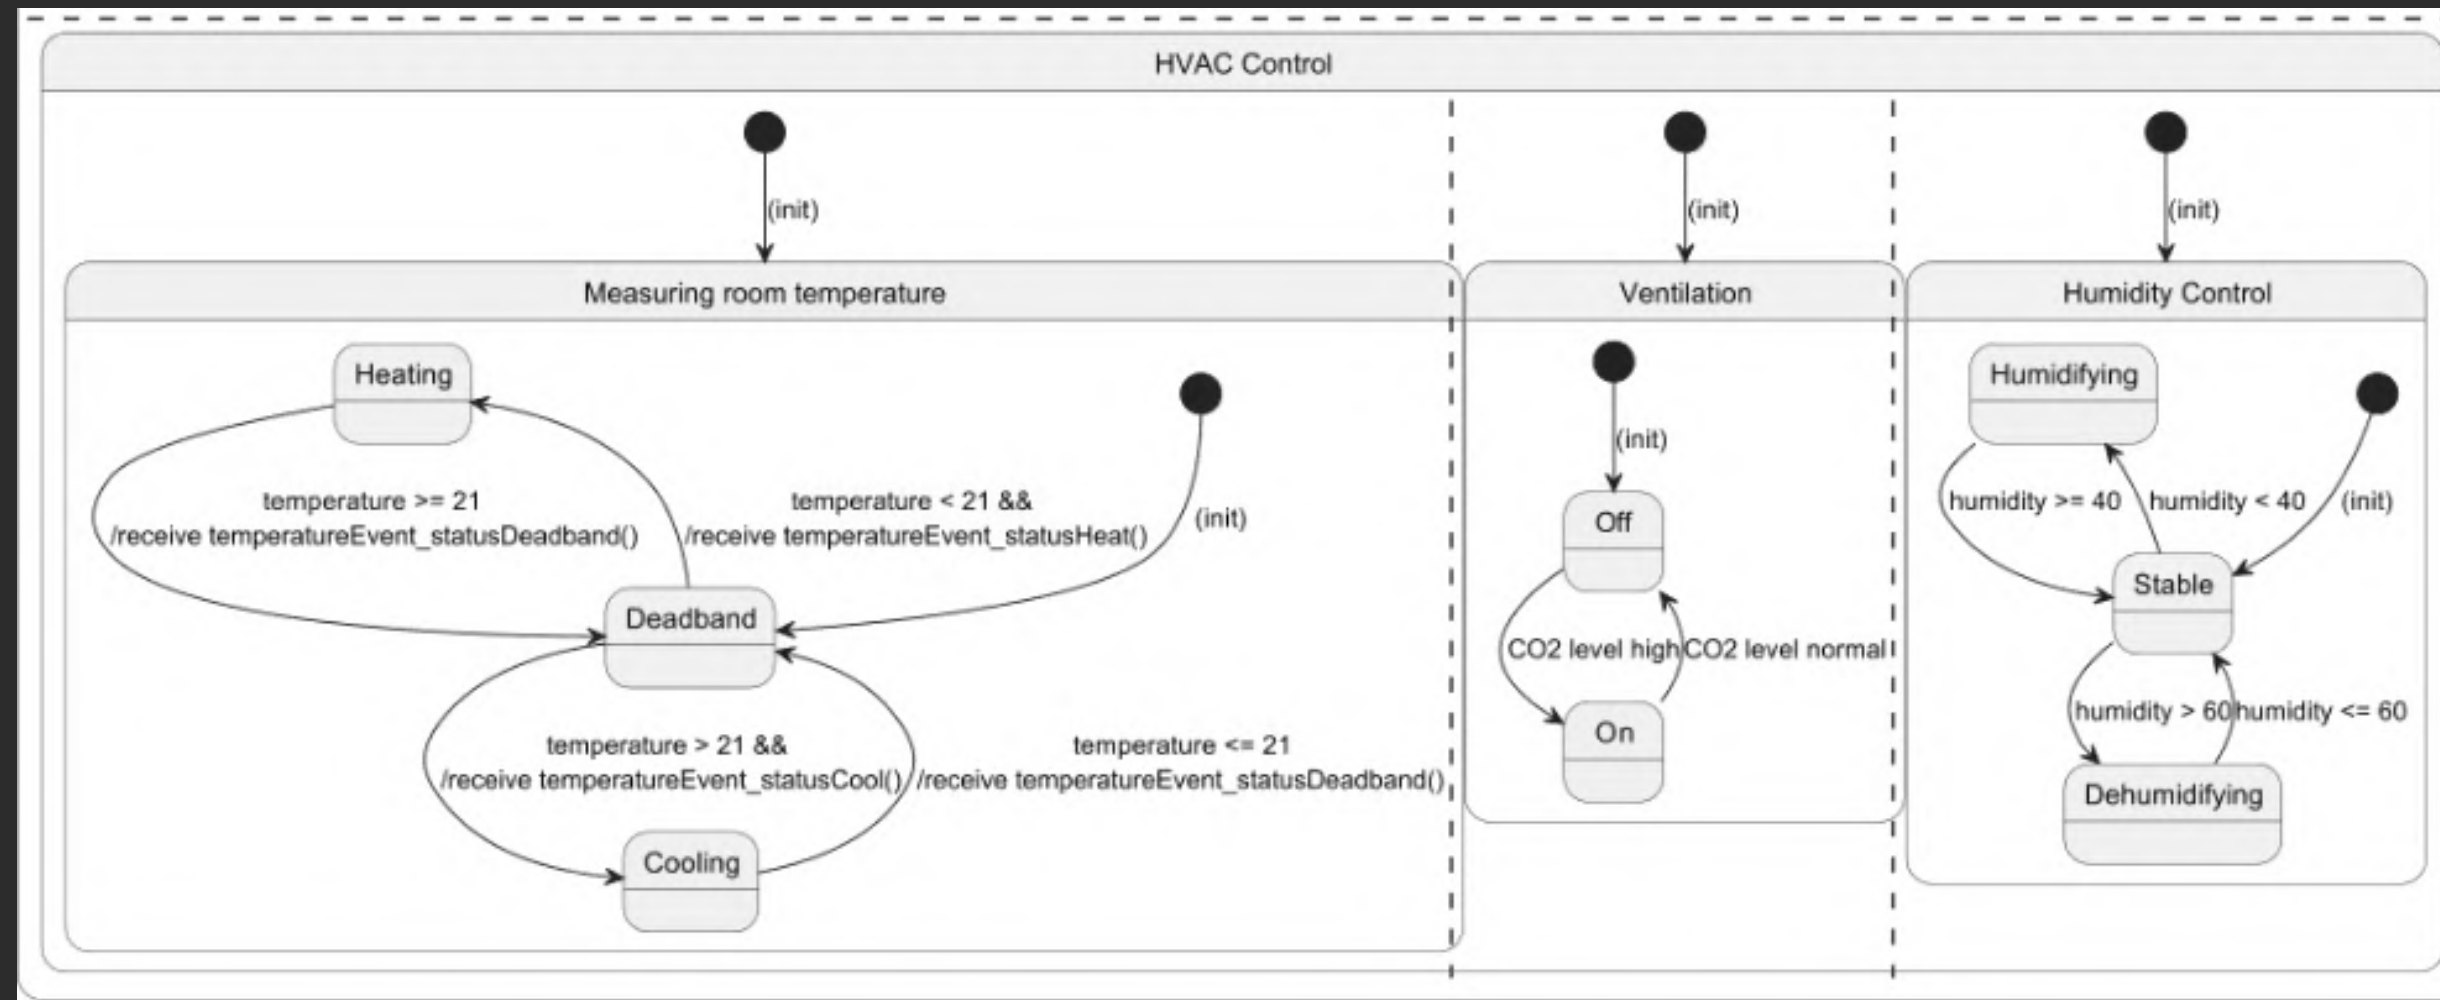 HVAC Control
(init)
(init)
(init)
Measuring room temperature
Ventilation
Humidity Control
Heating
temperature >= 21
/receive temperatureEvent_statusDeadband()
temperature < 21 &&
/receive temperatureEvent_statusHeat()
(init)
Deadband
temperature > 21 &&
/receive temperatureEvent_statusCool()
temperature <= 21
/receive temperatureEvent_statusDeadband()
Cooling
(init)
Off
CO2 level high
CO2 level normal
On
Humidifying
humidity >= 40
humidity < 40
(init)
Stable
humidity > 60
humidity <= 60
Dehumidifying